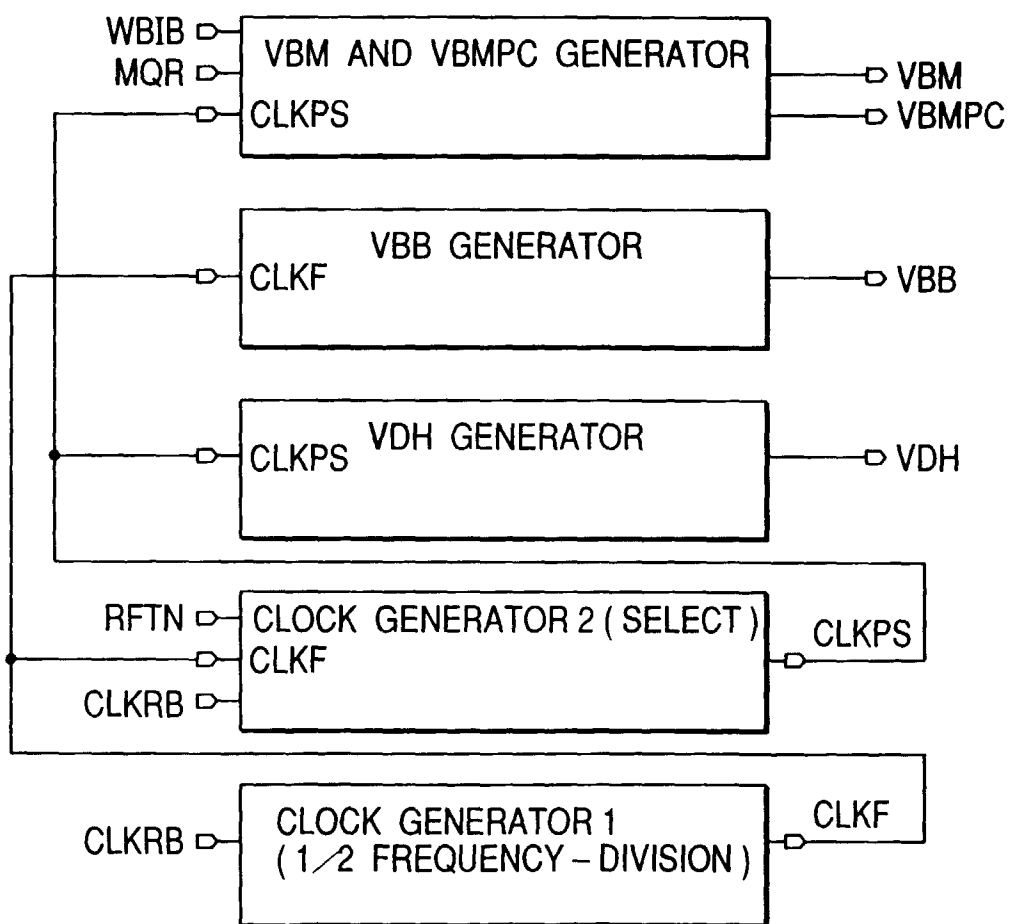 WBIB
MQR
CLKPS
VBM AND VBMPC GENERATOR
VBM
VBMPC
VBB GENERATOR
CLKF
VBB
VDH GENERATOR
CLKPS
VDH
RFTN
CLOCK GENERATOR 2 ( SELECT )
CLKF
CLKRB
CLKPS
CLKRB
CLOCK GENERATOR 1
( 1/2 FREQUENCY – DIVISION )
CLKF